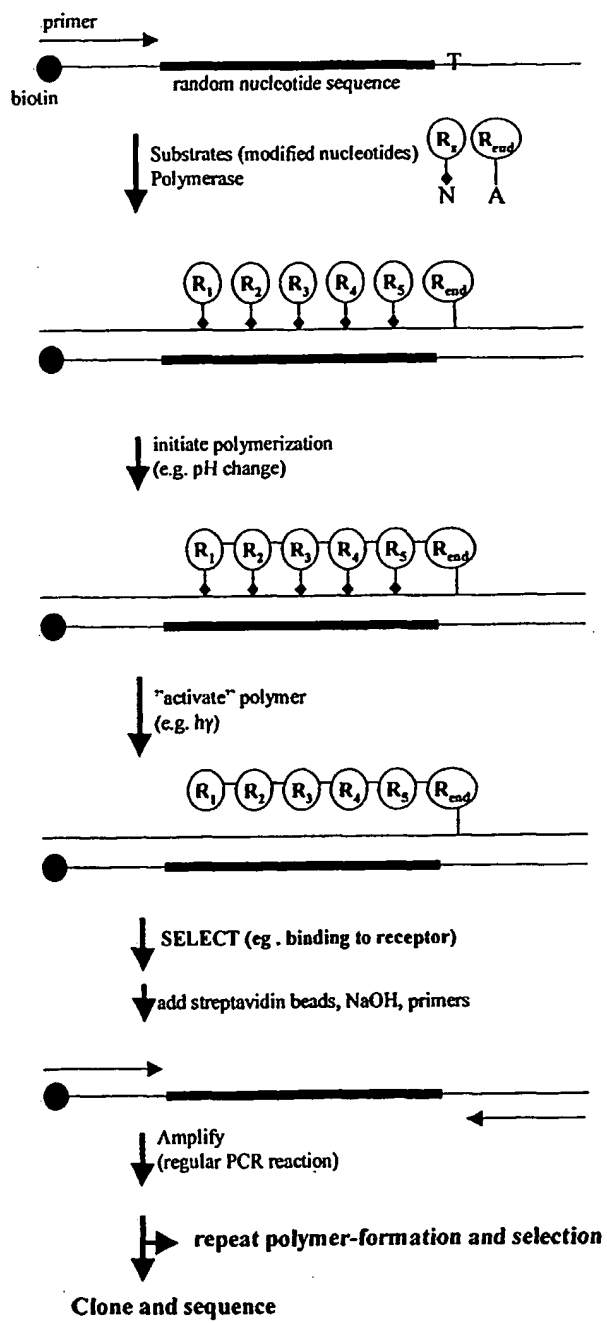 primer
T
random nucleotide sequence
biotin
Substrates (modified nucleotides)
Polymerase
Rx Rend
N A
R1 R2 R3 R4 R5 Rend
initiate polymerization
(e.g. pH change)
R1 R2 R3 R4 R5 Rend
"activate" polymer
(e.g. hγ)
R1 R2 R3 R4 R5 Rend
SELECT (eg . binding to receptor)
add streptavidin beads, NaOH, primers
Amplify
(regular PCR reaction)
repeat polymer-formation and selection
Clone and sequence